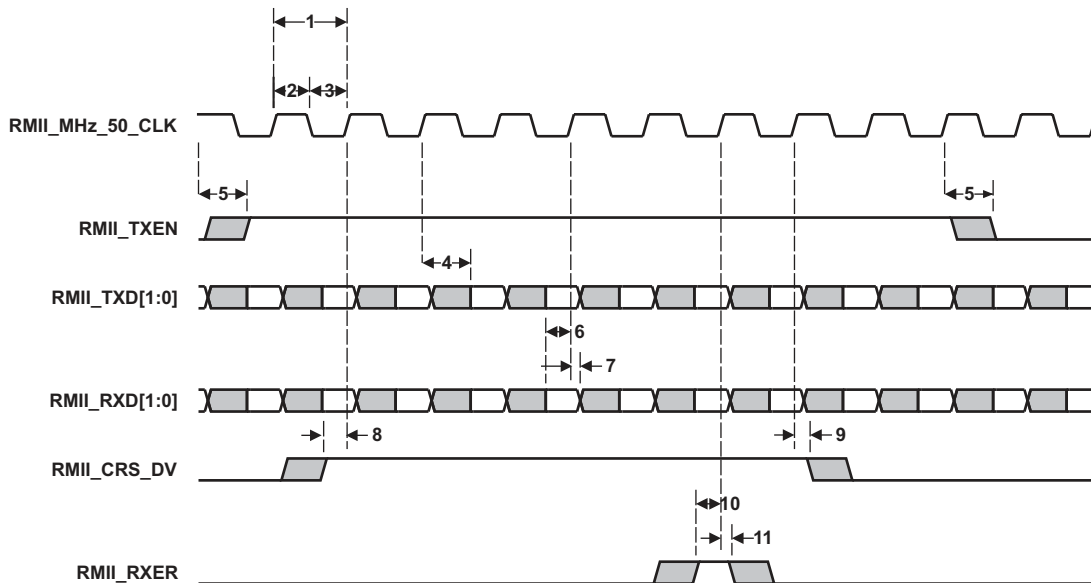 1
2
3
RMII_MHz_50_CLK
5
5
RMII_TXEN
4
RMII_TXD[1:0]
6
7
RMII_RXD[1:0]
8
9
RMII_CRS_DV
10
11
RMII_RXER